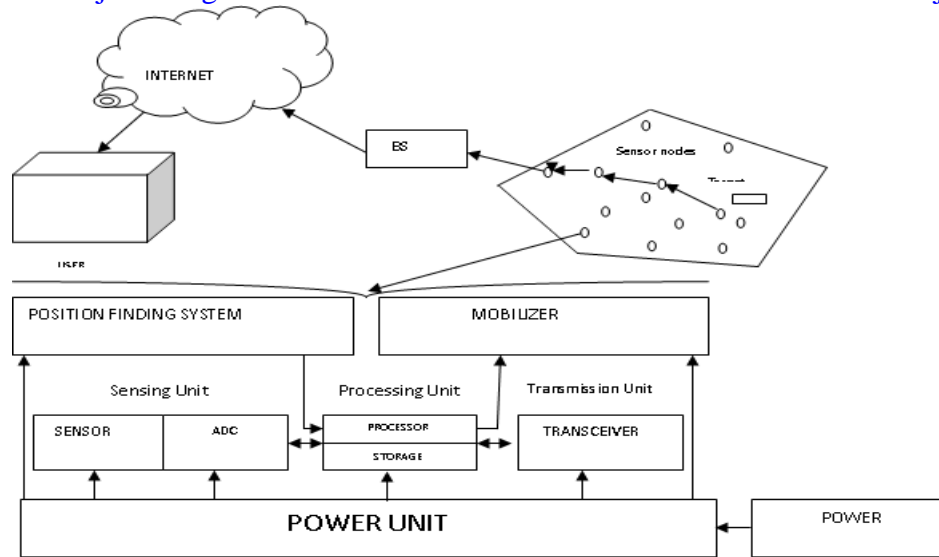 INTERNET
BS
Sensor nodes
USER
POSITION FINDING SYSTEM
MOBILIZER
Sensing Unit
Processing Unit
Transmission Unit
SENSOR
ADC
PROCESSOR
STORAGE
TRANSCEIVER
POWER UNIT
POWER